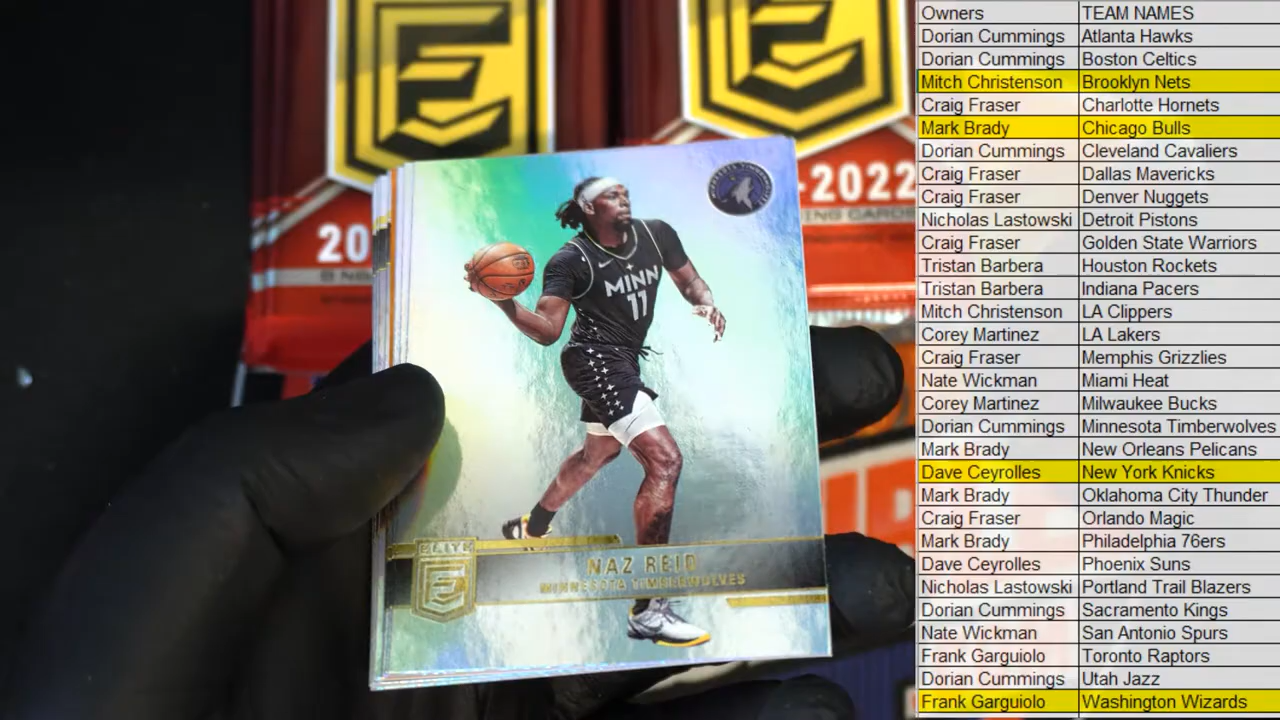 20
-2022
ING CARDS
MINN
11
ELITE
NAZ REID
MINNESOTA TIMBERWOLVES
Owners TEAM NAMES
Dorian Cummings Atlanta Hawks
Dorian Cummings Boston Celtics
Mitch Christenson Brooklyn Nets
Craig Fraser Charlotte Hornets
Mark Brady Chicago Bulls
Dorian Cummings Cleveland Cavaliers
Craig Fraser Dallas Mavericks
Craig Fraser Denver Nuggets
Nicholas Lastowski Detroit Pistons
Craig Fraser Golden State Warriors
Tristan Barbera Houston Rockets
Tristan Barbera Indiana Pacers
Mitch Christenson LA Clippers
Corey Martinez LA Lakers
Craig Fraser Memphis Grizzlies
Nate Wickman Miami Heat
Corey Martinez Milwaukee Bucks
Dorian Cummings Minnesota Timberwolves
Mark Brady New Orleans Pelicans
Dave Ceyrolles New York Knicks
Mark Brady Oklahoma City Thunder
Craig Fraser Orlando Magic
Mark Brady Philadelphia 76ers
Dave Ceyrolles Phoenix Suns
Nicholas Lastowski Portland Trail Blazers
Dorian Cummings Sacramento Kings
Nate Wickman San Antonio Spurs
Frank Garguiolo Toronto Raptors
Dorian Cummings Utah Jazz
Frank Garguiolo Washington Wizards